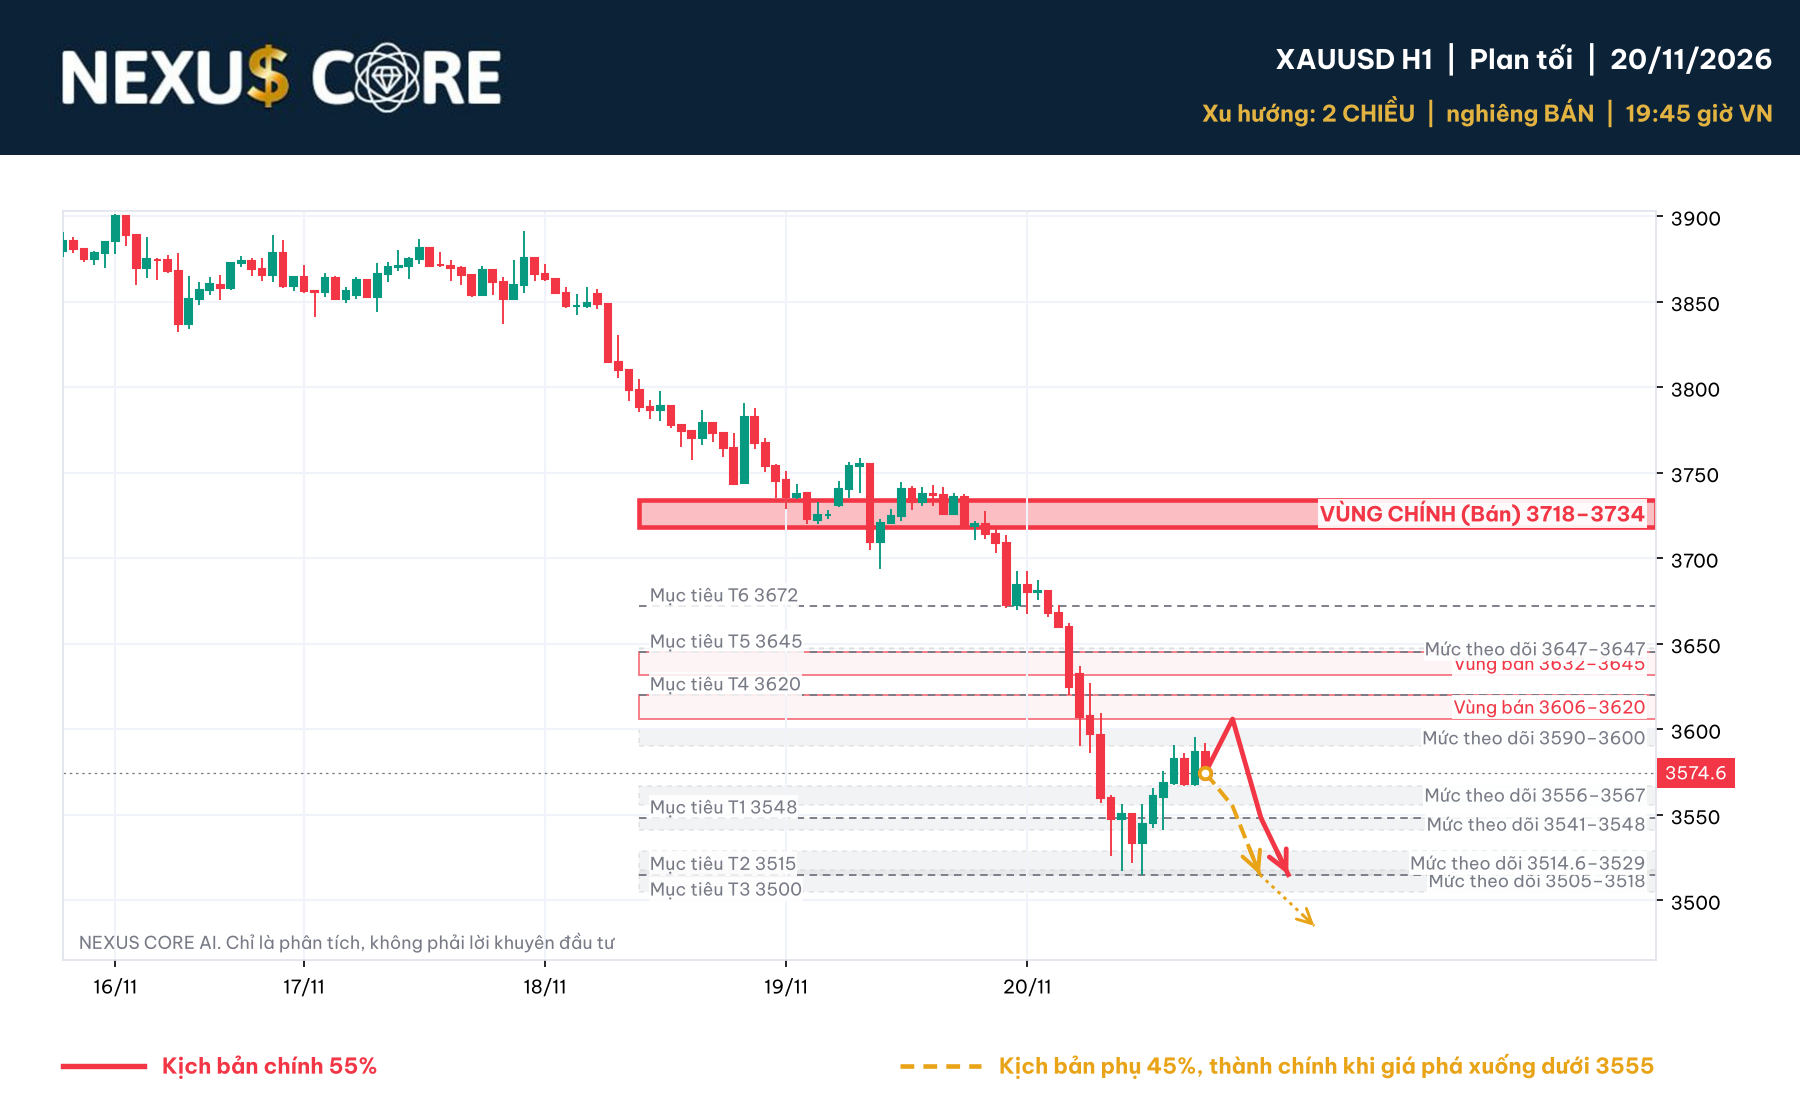 NEXU$ CORE
XAUUSD H1 | Plan tối | 20/11/2026
Xu hướng: 2 CHIỀU | nghiêng BÁN | 19:45 giờ VN
3900
3850
3800
3750
VÙNG CHÍNH (Bán) 3718–3734
3700
Mục tiêu T6 3672
Mục tiêu T5 3645
Mức theo dõi 3647–3647
3650
Vùng bán 3632–3645
Mục tiêu T4 3620
Vùng bán 3606–3620
3600
Mức theo dõi 3590–3600
3574.6
Mức theo dõi 3556–3567
Mục tiêu T1 3548
3550
Mức theo dõi 3541–3548
Mục tiêu T2 3515
Mức theo dõi 3514.6–3529
Mức theo dõi 3505–3518
Mục tiêu T3 3500
3500
NEXUS CORE AI. Chỉ là phân tích, không phải lời khuyên đầu tư
16/11 17/11 18/11 19/11 20/11
Kịch bản chính 55%
Kịch bản phụ 45%, thành chính khi giá phá xuống dưới 3555